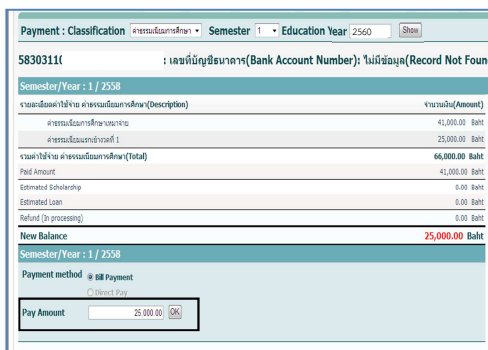 Payment : Classification ค่าธรรมเนียมการศึกษา Semester 1 Education Year 2560 Show
5830311 : เลขที่บัญชีธนาคาร(Bank Account Number): ไม่มีข้อมูล(Record Not Foun
Semester/Year : 1 / 2558
รายละเอียดค่าใช้จ่าย ค่าธรรมเนียมการศึกษา(Description) จำนวนเงิน(Amount)
ค่าธรรมเนียมการศึกษาเหมาจ่าย 41,000.00 Baht
ค่าธรรมเนียมแรกเข้างวดที่ 1 25,000.00 Baht
รวมค่าใช้จ่าย ค่าธรรมเนียมการศึกษา(Total) 66,000.00 Baht
Paid Amount 41,000.00 Baht
Estimated Scholarship 0.00 Baht
Estimated Loan 0.00 Baht
Refund (In processing) 0.00 Baht
New Balance 25,000.00 Baht
Semester/Year : 1 / 2558
Payment method Bill Payment
Direct Pay
Pay Amount 25,000.00 OK